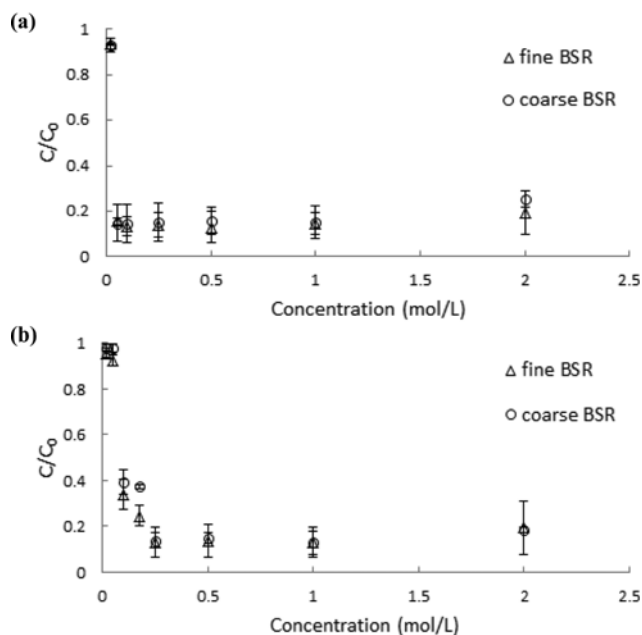 (a)
1
0.8
0.6
0.4
0.2
0
C/C0
△ fine BSR
○ coarse BSR
0 0.5 1 1.5 2 2.5
Concentration (mol/L)
(b)
1
0.8
0.6
0.4
0.2
0
C/C0
△ fine BSR
○ coarse BSR
0 0.5 1 1.5 2 2.5
Concentration (mol/L)